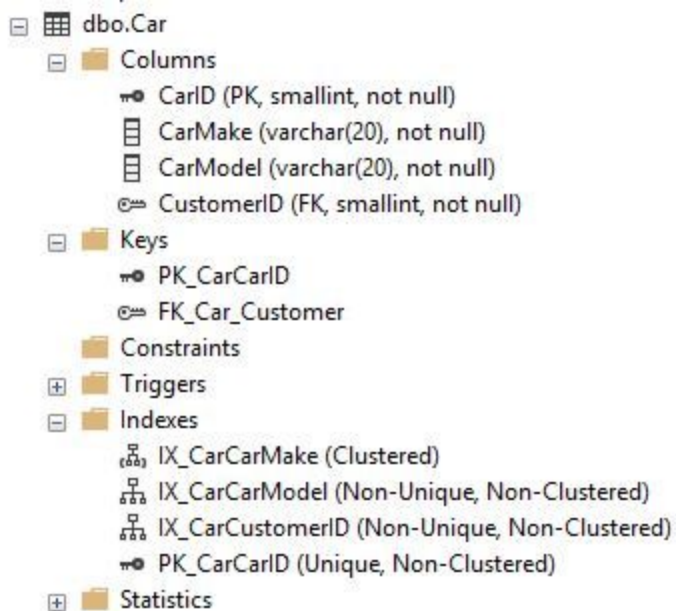 dbo.Car
Columns
CarID (PK, smallint, not null)
CarMake (varchar(20), not null)
CarModel (varchar(20), not null)
CustomerID (FK, smallint, not null)
Keys
PK_CarCarID
FK_Car_Customer
Constraints
Triggers
Indexes
IX_CarCarMake (Clustered)
IX_CarCarModel (Non-Unique, Non-Clustered)
IX_CarCustomerID (Non-Unique, Non-Clustered)
PK_CarCarID (Unique, Non-Clustered)
Statistics